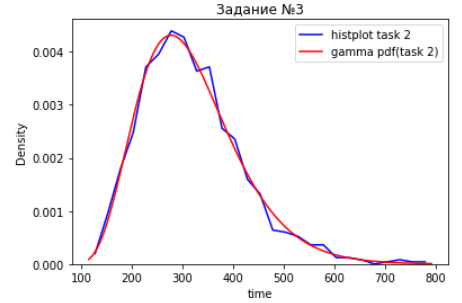 Задание №3
histplot task 2
gamma pdf(task 2)
Density
0.004
0.003
0.002
0.001
0.000
100 200 300 400 500 600 700 800
time